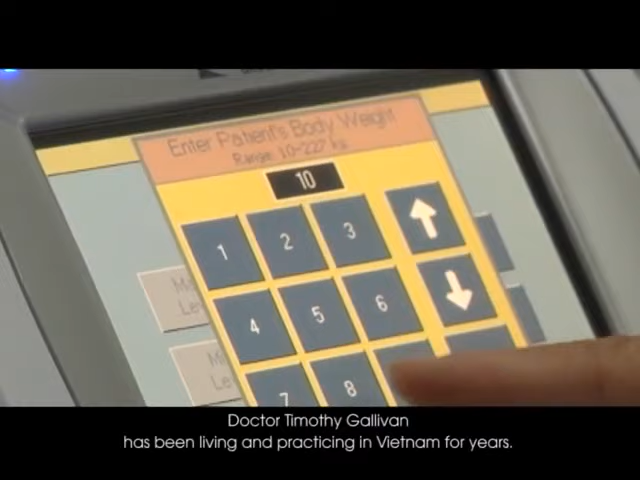 Enter Patient's Body Weight
Range: 10-227 kg
10
1 2 3
4 5 6
7 8
Doctor Timothy Gallivan
has been living and practicing in Vietnam for years.